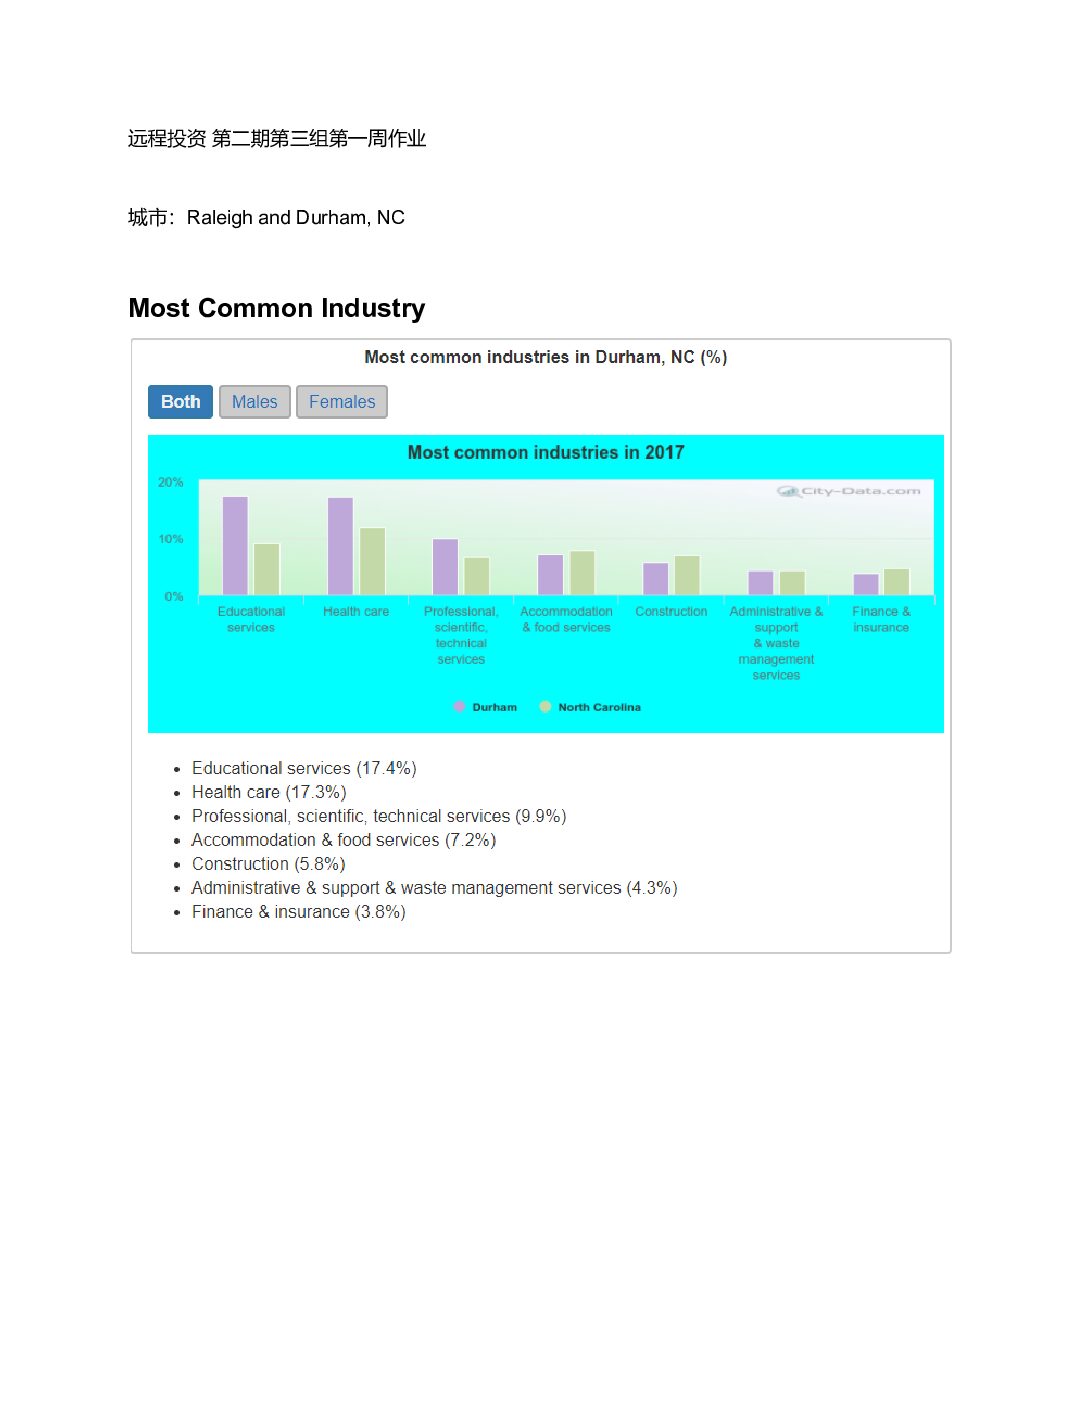 远程投资 第二期第三组第一周作业
城市：Raleigh and Durham, NC
Most Common Industry
Most common industries in Durham, NC (%)
Both Males Females
Most common industries in 2017
City-Data.com
20%
10%
0%
Educational services
Health care
Professional, scientific, technical services
Accommodation & food services
Construction
Administrative & support & waste management services
Finance & insurance
Durham North Carolina
• Educational services (17.4%)
• Health care (17.3%)
• Professional, scientific, technical services (9.9%)
• Accommodation & food services (7.2%)
• Construction (5.8%)
• Administrative & support & waste management services (4.3%)
• Finance & insurance (3.8%)